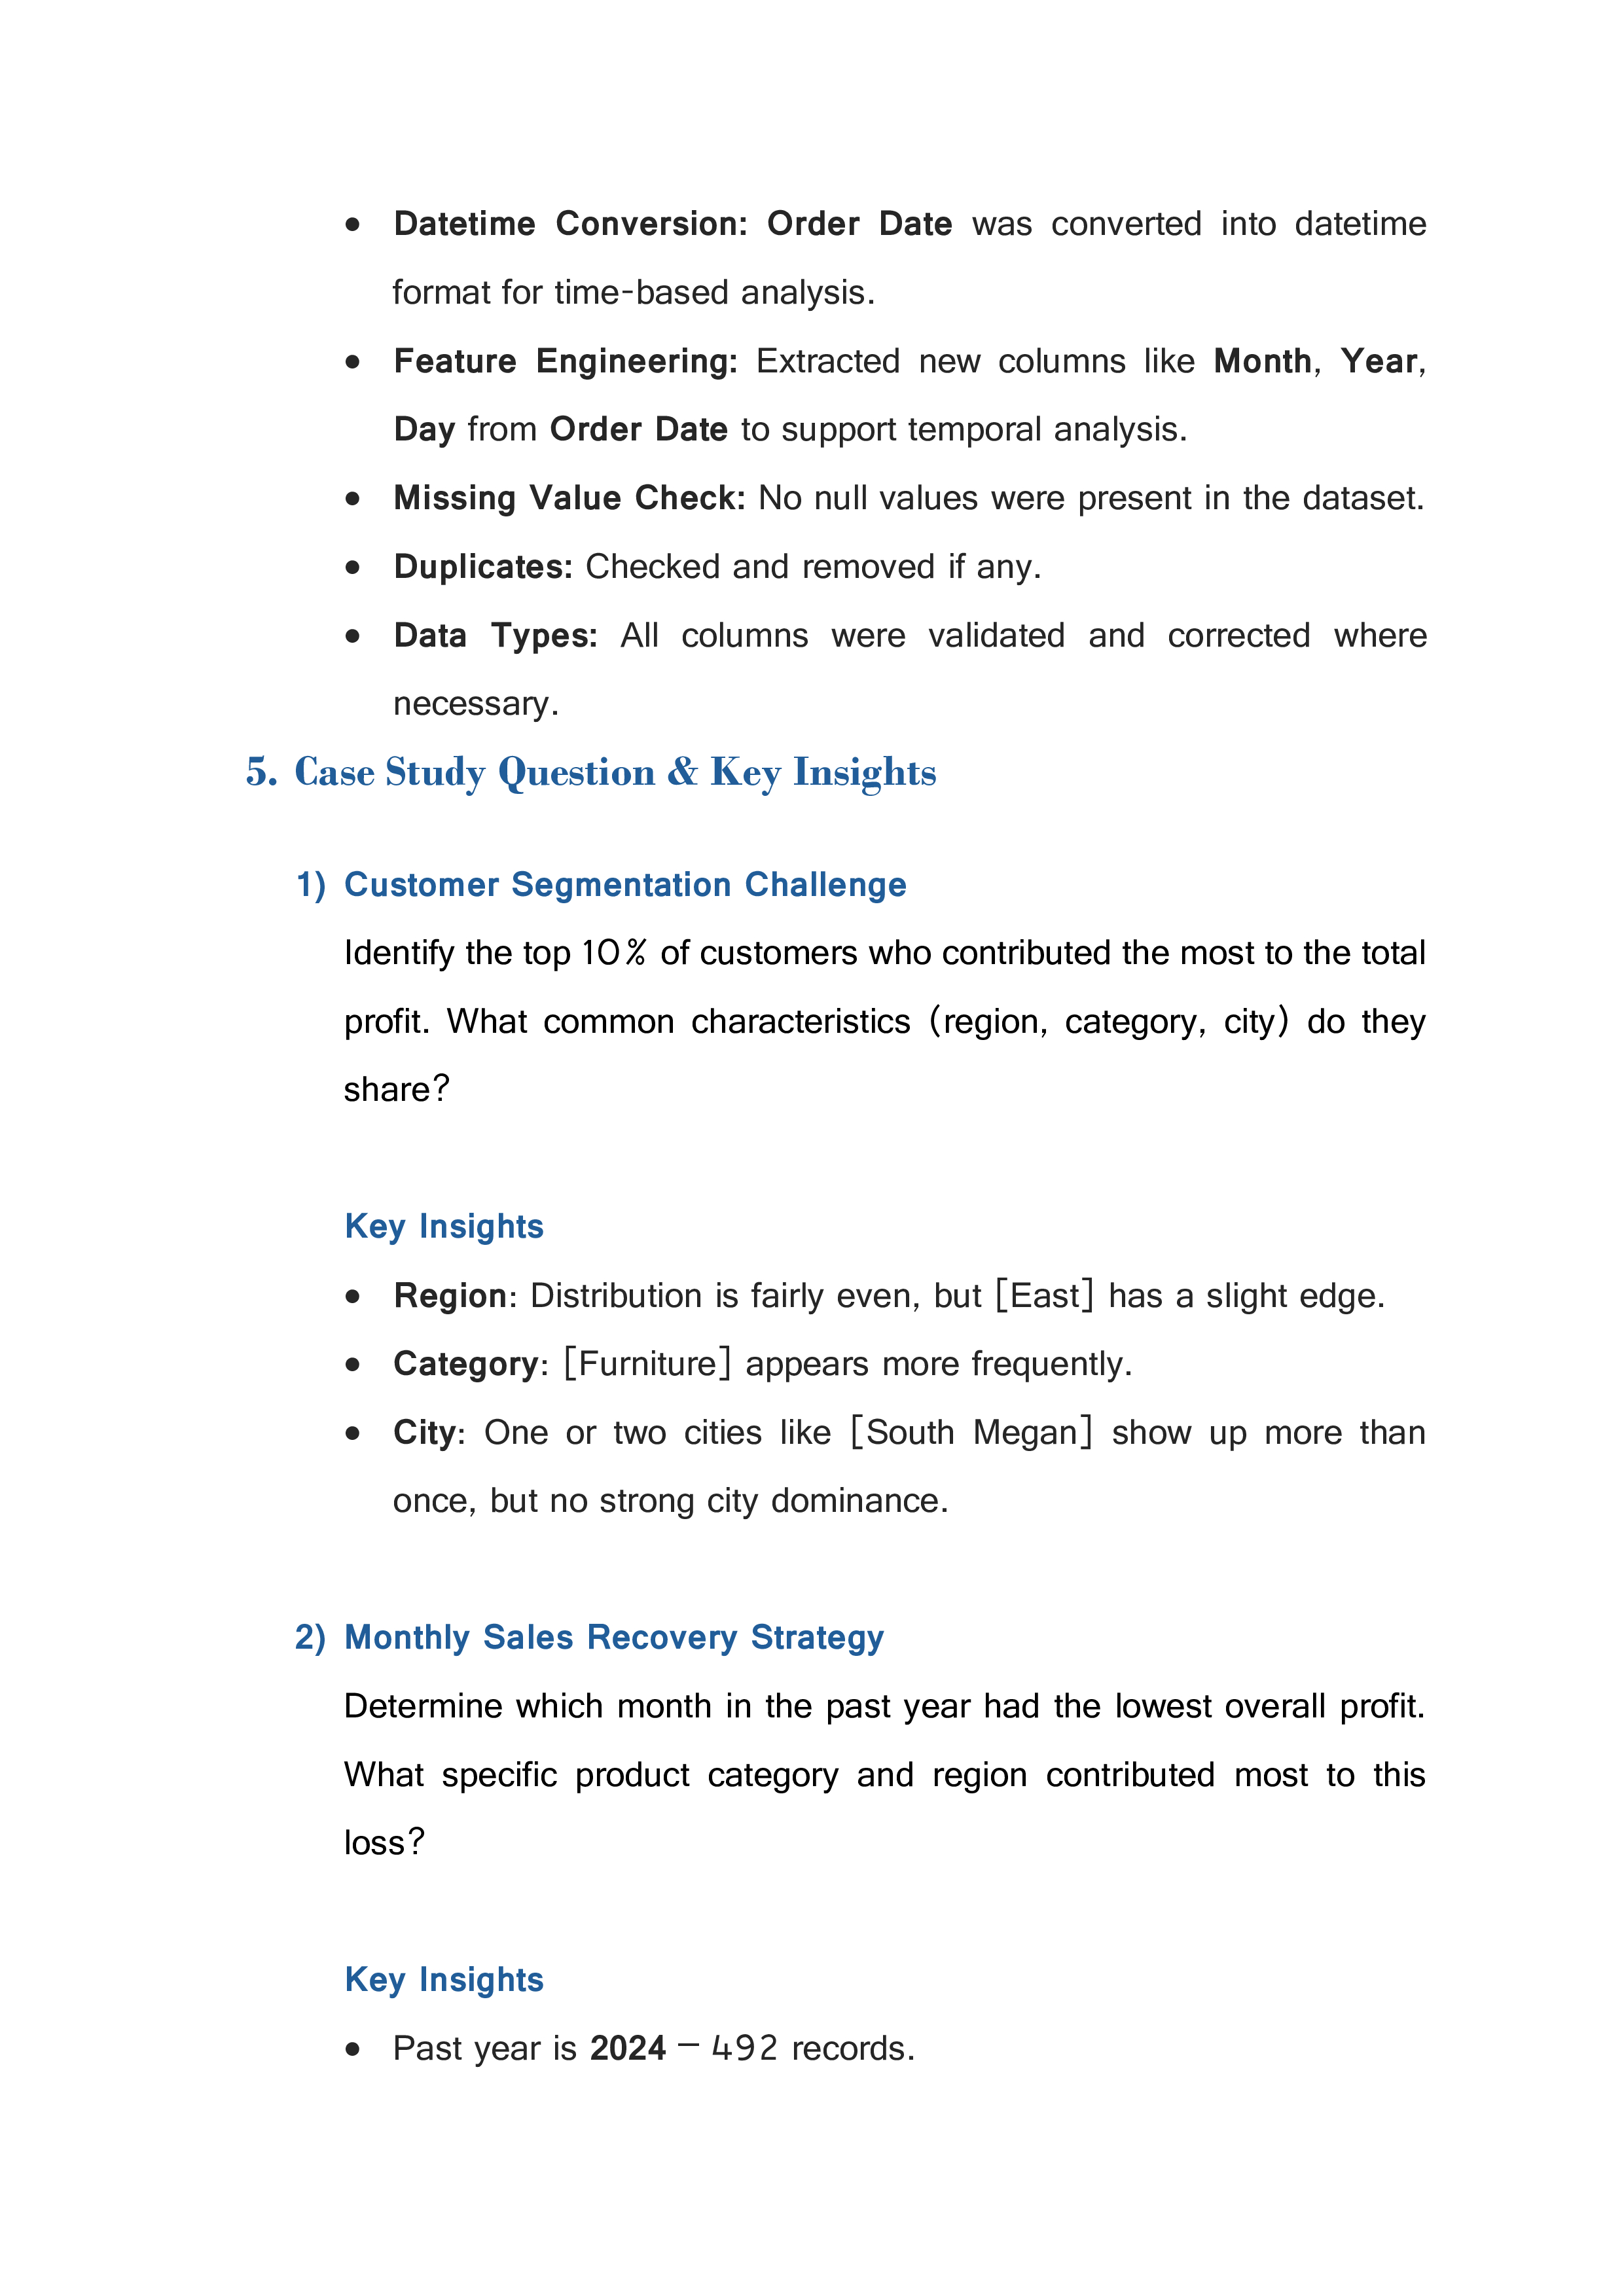 • Datetime Conversion: Order Date was converted into datetime
format for time-based analysis.
• Feature Engineering: Extracted new columns like Month, Year,
Day from Order Date to support temporal analysis.
• Missing Value Check: No null values were present in the dataset.
• Duplicates: Checked and removed if any.
• Data Types: All columns were validated and corrected where
necessary.
5. Case Study Question & Key Insights
1) Customer Segmentation Challenge
Identify the top 10% of customers who contributed the most to the total
profit. What common characteristics (region, category, city) do they
share?
Key Insights
• Region: Distribution is fairly even, but [East] has a slight edge.
• Category: [Furniture] appears more frequently.
• City: One or two cities like [South Megan] show up more than
once, but no strong city dominance.
2) Monthly Sales Recovery Strategy
Determine which month in the past year had the lowest overall profit.
What specific product category and region contributed most to this
loss?
Key Insights
• Past year is 2024 – 492 records.